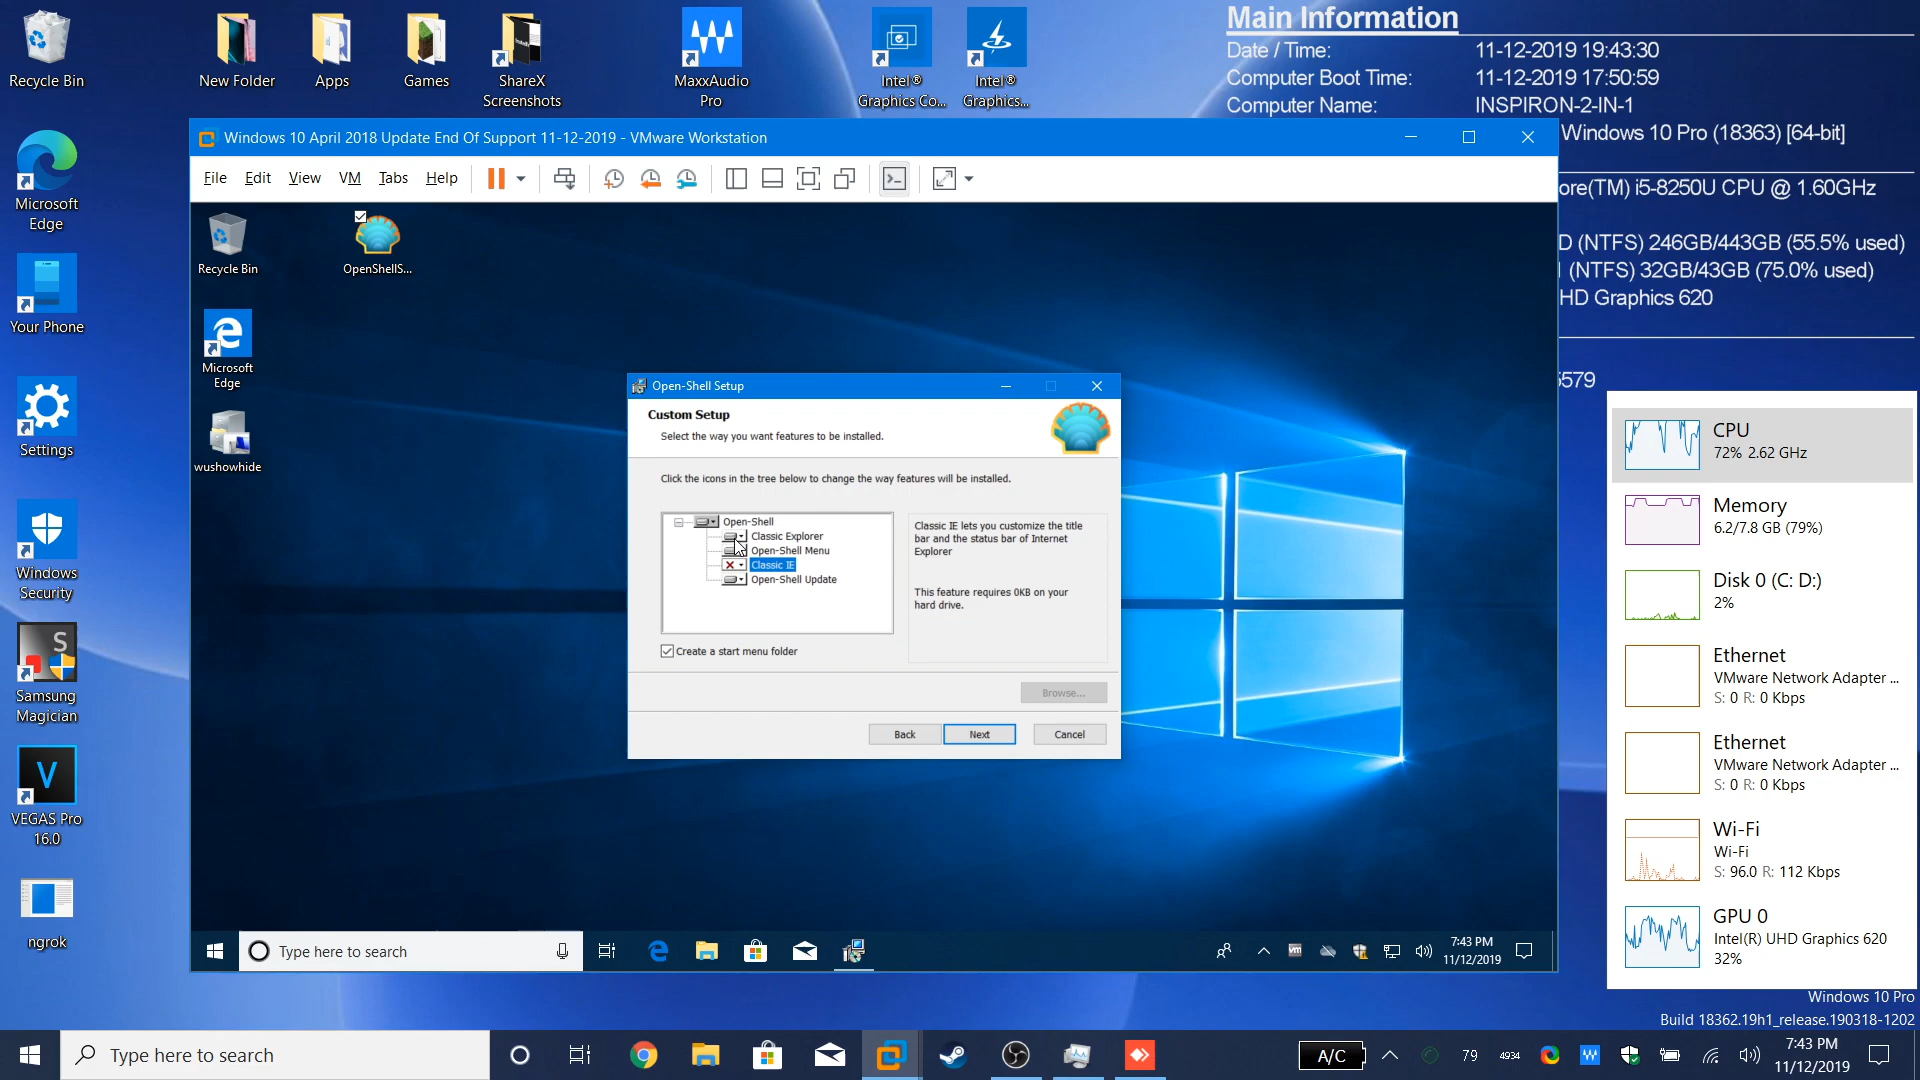 Recycle Bin
New Folder
Apps
Games
ShareX
Screenshots
MaxxAudio
Pro
Intel®
Graphics Co...
Intel®
Graphics...
Main Information
Date / Time: 11-12-2019 19:43:30
Computer Boot Time: 11-12-2019 17:50:59
Computer Name: INSPIRON-2-IN-1
Windows 10 Pro (18363) [64-bit]
ore(TM) i5-8250U CPU @ 1.60GHz
D (NTFS) 246GB/443GB (55.5% used)
(NTFS) 32GB/43GB (75.0% used)
HD Graphics 620
5579
Microsoft
Edge
Your Phone
Settings
Windows
Security
Samsung
Magician
VEGAS Pro
16.0
ngrok
Windows 10 April 2018 Update End Of Support 11-12-2019 - VMware Workstation
File Edit View VM Tabs Help
Recycle Bin
OpenShellS...
Microsoft
Edge
wushowhide
Open-Shell Setup
Custom Setup
Select the way you want features to be installed.
Click the icons in the tree below to change the way features will be installed.
Open-Shell
Classic Explorer
Open-Shell Menu
Classic IE
Open-Shell Update
Classic IE lets you customize the title
bar and the status bar of Internet
Explorer
This feature requires 0KB on your
hard drive.
Create a start menu folder
Browse...
Back Next Cancel
Type here to search
vm
7:43 PM
11/12/2019
CPU
72% 2.62 GHz
Memory
6.2/7.8 GB (79%)
Disk 0 (C: D:)
2%
Ethernet
VMware Network Adapter ...
S: 0 R: 0 Kbps
Ethernet
VMware Network Adapter ...
S: 0 R: 0 Kbps
Wi-Fi
Wi-Fi
S: 96.0 R: 112 Kbps
GPU 0
Intel(R) UHD Graphics 620
32%
Windows 10 Pro
Build 18362.19h1_release.190318-1202
Type here to search
A/C
79
4934
7:43 PM
11/12/2019